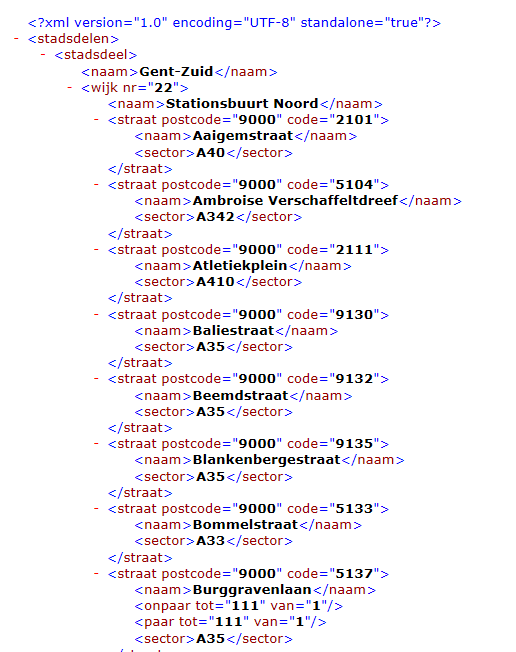 <?xml version="1.0" encoding="UTF-8" standalone="true"?>
- <stadsdelen>
- <stadsdeel>
<naam>Gent-Zuid</naam>
- <wijk nr="22">
<naam>Stationsbuurt Noord</naam>
- <straat postcode="9000" code="2101">
<naam>Aaigemstraat</naam>
<sector>A40</sector>
</straat>
- <straat postcode="9000" code="5104">
<naam>Ambroise Verschaffeltdreef</naam>
<sector>A342</sector>
</straat>
- <straat postcode="9000" code="2111">
<naam>Atletiekplein</naam>
<sector>A410</sector>
</straat>
- <straat postcode="9000" code="9130">
<naam>Baliestraat</naam>
<sector>A35</sector>
</straat>
- <straat postcode="9000" code="9132">
<naam>Beemdstraat</naam>
<sector>A35</sector>
</straat>
- <straat postcode="9000" code="9135">
<naam>Blankenbergestraat</naam>
<sector>A35</sector>
</straat>
- <straat postcode="9000" code="5133">
<naam>Bommelstraat</naam>
<sector>A33</sector>
</straat>
- <straat postcode="9000" code="5137">
<naam>Burggravenlaan</naam>
<onpaar tot="111" van="1"/>
<paar tot="111" van="1"/>
<sector>A35</sector>